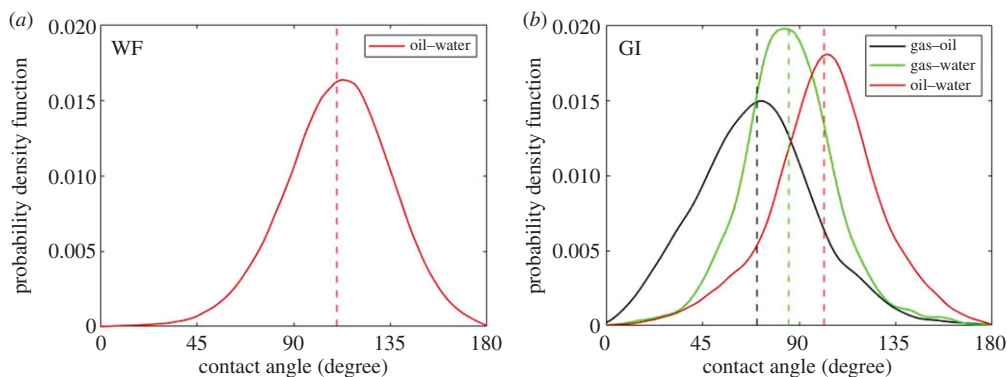 (a)
0.020
WF
oil–water
0.015
0.010
0.005
0
probability density function
0
45
90
135
180
contact angle (degree)
(b)
0.020
GI
gas–oil
gas–water
oil–water
0.015
0.010
0.005
0
probability density function
0
45
90
135
180
contact angle (degree)